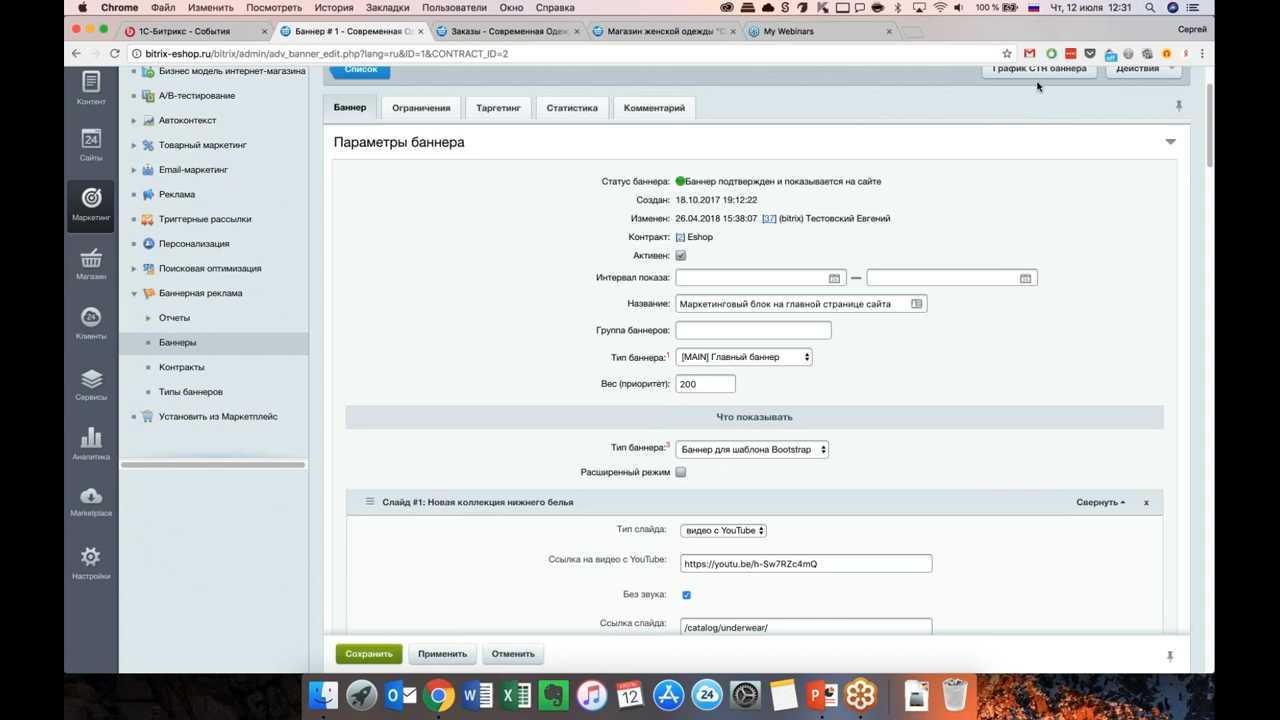 Chrome Файл Изменить Посмотреть История Закладки Пользователи Окно Справка 100 % Чт, 12 июля 12:31
1С-Битрикс - События × Баннер # 1 - Современная О × Заказы - Современная Одеж × Магазин женской одежды "С × My Webinars × Сергей
bitrix-eshop.ru/bitrix/admin/adv_banner_edit.php?lang=ru&ID=1&CONTRACT_ID=2
Контент
24
Сайты
Маркетинг
Магазин
Клиенты
Сервисы
Аналитика
Marketplace
Настройки
Бизнес модель интернет-магазина
A/B-тестирование
Автоконтекст
Товарный маркетинг
Email-маркетинг
Реклама
Триггерные рассылки
Персонализация
Поисковая оптимизация
Баннерная реклама
Отчеты
Баннеры
Контракты
Типы баннеров
Установить из Маркетплейс
Список График CTR баннера Действия
Баннер Ограничения Таргетинг Статистика Комментарий
Параметры баннера
Статус баннера: Баннер подтвержден и показывается на сайте
Создан: 18.10.2017 19:12:22
Изменен: 26.04.2018 15:38:07 [37] (bitrix) Тестовский Евгений
Контракт: [2] Eshop
Активен:
Интервал показа: —
Название: Маркетинговый блок на главной странице сайта
Группа баннеров:
Тип баннера:1 [MAIN] Главный баннер
Вес (приоритет): 200
Что показывать
Тип баннера:3 Баннер для шаблона Bootstrap
Расширенный режим
Слайд #1: Новая коллекция нижнего белья Свернуть x
Тип слайда: видео с YouTube
Ссылка на видео с YouTube: https://youtu.be/h-Sw7RZc4mQ
Без звука:
Ссылка слайда: /catalog/underwear/
Сохранить Применить Отменить
12 24